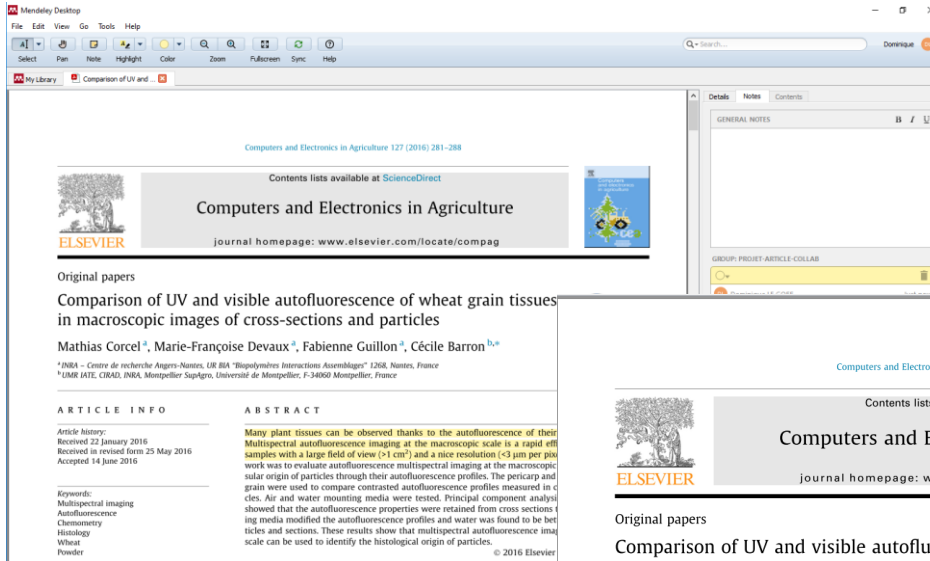 Mendeley Desktop
File Edit View Go Tools Help
Select Pan Note Highlight Color Zoom Fullscreen Sync Help
Search...
Dominique
My Library
Comparison of UV and ...
Details Notes Contents
GENERAL NOTES
B I U
GROUP: PROJET-ARTICLE-COLLAB
Computers and Electronics in Agriculture 127 (2016) 281–288
Contents lists available at ScienceDirect
Computers and Electronics in Agriculture
journal homepage: www.elsevier.com/locate/compag
ELSEVIER
Original papers
Comparison of UV and visible autofluorescence of wheat grain tissues
in macroscopic images of cross-sections and particles
Mathias Corcel a, Marie-Françoise Devaux a, Fabienne Guillon a, Cécile Barron b,*
a INRA – Centre de recherche Angers-Nantes, UR BIA "Biopolymères Interactions Assemblages" 1268, Nantes, France
b UMR IATE, CIRAD, INRA, Montpellier SupAgro, Université de Montpellier, F-34060 Montpellier, France
ARTICLE INFO
Article history:
Received 22 January 2016
Received in revised form 25 May 2016
Accepted 14 June 2016
Keywords:
Multispectral imaging
Autofluorescence
Chemometry
Histology
Wheat
Powder
ABSTRACT
Many plant tissues can be observed thanks to the autofluorescence of their
Multispectral autofluorescence imaging at the macroscopic scale is a rapid
samples with a large field of view (>1 cm2) and a nice resolution (<3 μm per
work was to evaluate autofluorescence multispectral imaging at the macroscopic
sular origin of particles through their autofluorescence profiles. The pericarp and
grain were used to compare contrasted autofluorescence profiles measured in
cles. Air and water mounting media were tested. Principal component
showed that the autofluorescence properties were retained from cross sections
ing media modified the autofluorescence profiles and water was found to be
ticles and sections. These results show that multispectral autofluorescence
scale can be used to identify the histological origin of particles.
© 2016 Elsevier
Computers and Electro
Contents lists
Computers and E
journal homepage: w
ELSEVIER
Original papers
Comparison of UV and visible autoflu